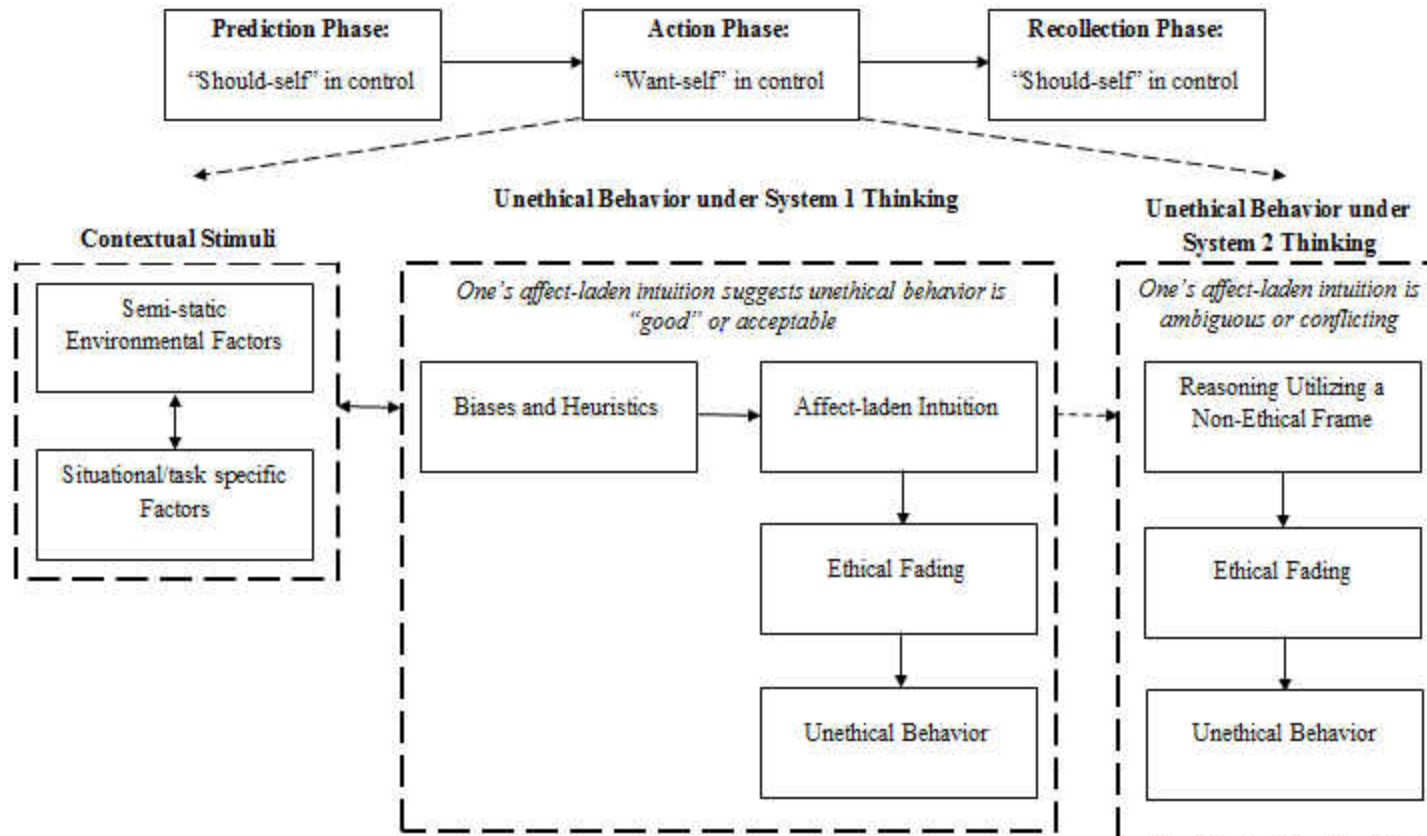 Prediction Phase:
“Should-self” in control
Action Phase:
“Want-self” in control
Recollection Phase:
“Should-self” in control
Contextual Stimuli
Semi-static
Environmental Factors
Situational/task specific
Factors
Unethical Behavior under System 1 Thinking
One’s affect-laden intuition suggests unethical behavior is
“good” or acceptable
Biases and Heuristics
Affect-laden Intuition
Ethical Fading
Unethical Behavior
Unethical Behavior under
System 2 Thinking
One’s affect-laden intuition is
ambiguous or conflicting
Reasoning Utilizing a
Non-Ethical Frame
Ethical Fading
Unethical Behavior